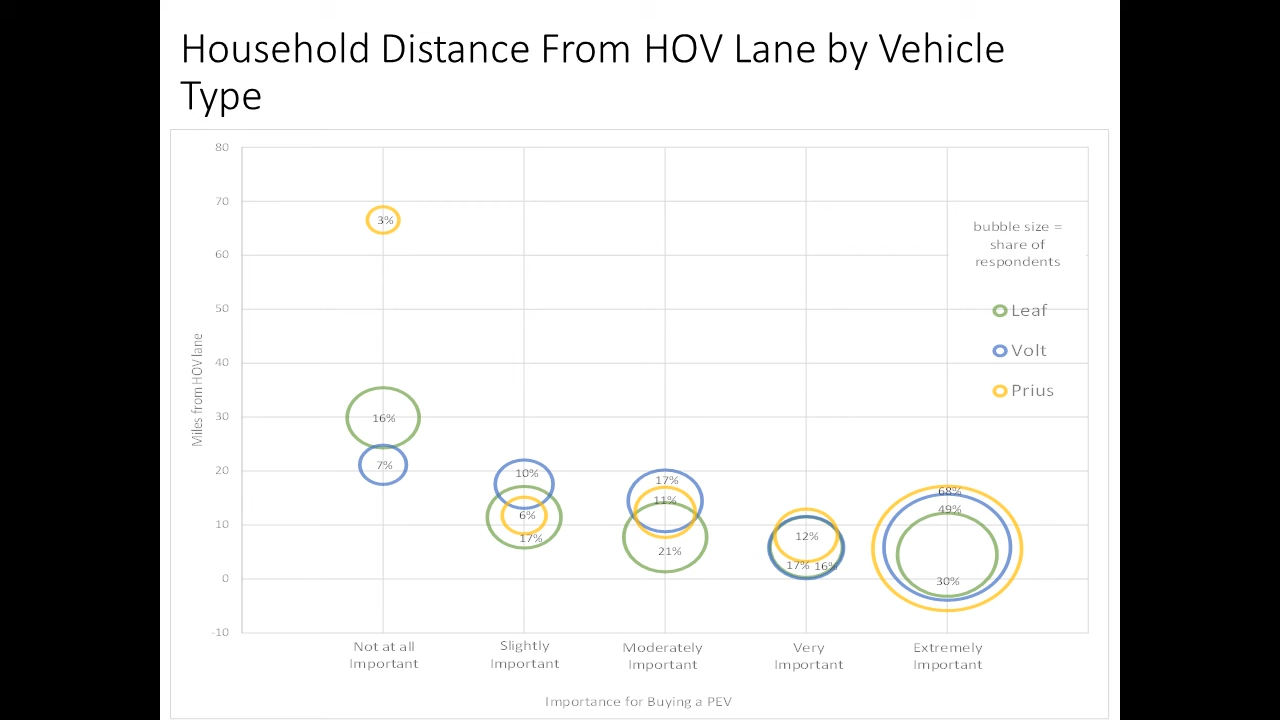 Household Distance From HOV Lane by Vehicle
Type
80
70
60
50
40
30
20
10
0
-10
Miles from HOV lane
3%
16%
7%
10%
6%
17%
17%
11%
21%
12%
17% 16%
68%
49%
30%
bubble size =
share of
respondents
Leaf
Volt
Prius
Not at all
Important
Slightly
Important
Moderately
Important
Very
Important
Extremely
Important
Importance for Buying a PEV